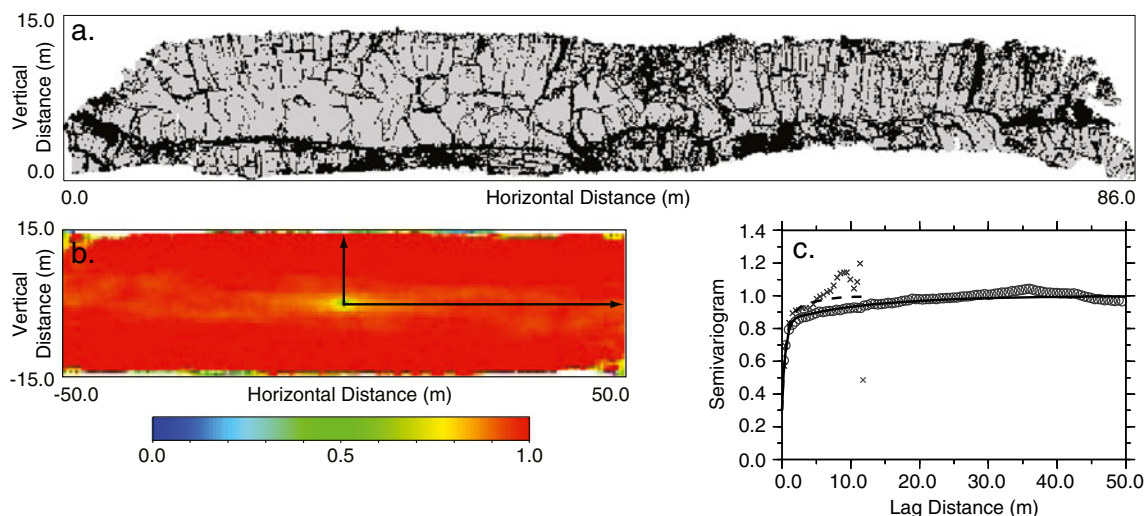 15.0
a.
Vertical
Distance (m)
0.0
0.0
Horizontal Distance (m)
86.0
15.0
b.
Vertical
Distance (m)
-15.0
-50.0
Horizontal Distance (m)
50.0
0.0
0.5
1.0
c.
1.4
1.2
1.0
0.8
0.6
0.4
0.2
0.0
Semivariogram
0.0
10.0
20.0
30.0
40.0
50.0
Lag Distance (m)